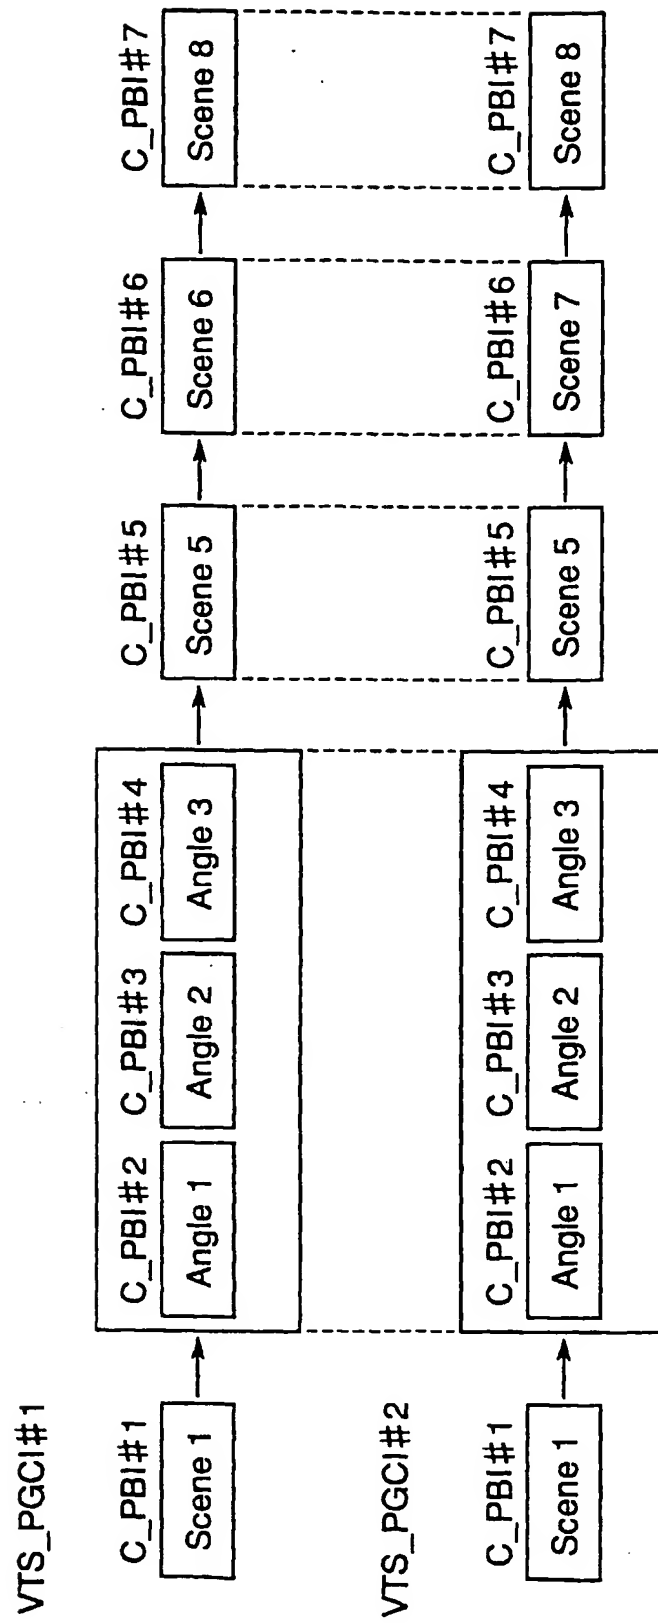 VTS_PGCI#1
C_PBI#1 C_PBI#2 C_PBI#3 C_PBI#4 C_PBI#5 C_PBI#6 C_PBI#7
Scene 1 Angle 1 Angle 2 Angle 3 Scene 5 Scene 6 Scene 8
VTS_PGCI#2
C_PBI#1 C_PBI#2 C_PBI#3 C_PBI#4 C_PBI#5 C_PBI#6 C_PBI#7
Scene 1 Angle 1 Angle 2 Angle 3 Scene 5 Scene 7 Scene 8